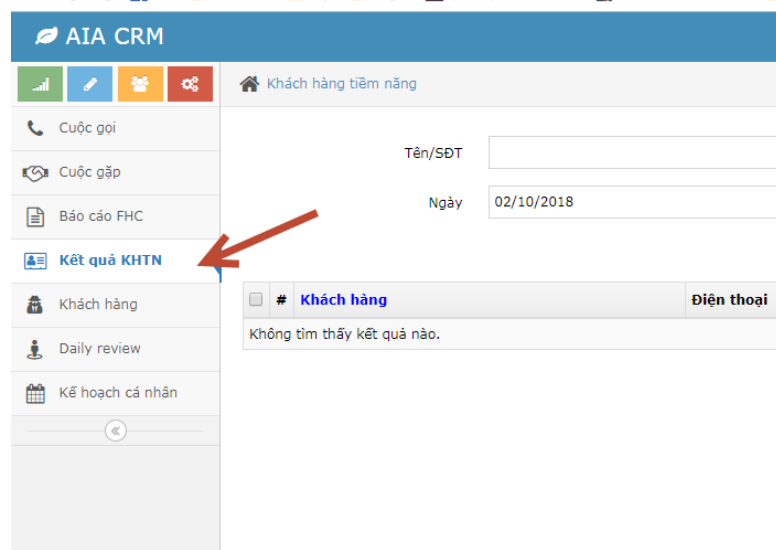 AIA CRM
Khách hàng tiềm năng
Cuộc gọi
Cuộc gặp
Báo cáo FHC
Kết quả KHTN
Khách hàng
Daily review
Kế hoạch cá nhân
Tên/SĐT
Ngày 02/10/2018
# Khách hàng Điện thoại
Không tìm thấy kết quả nào.